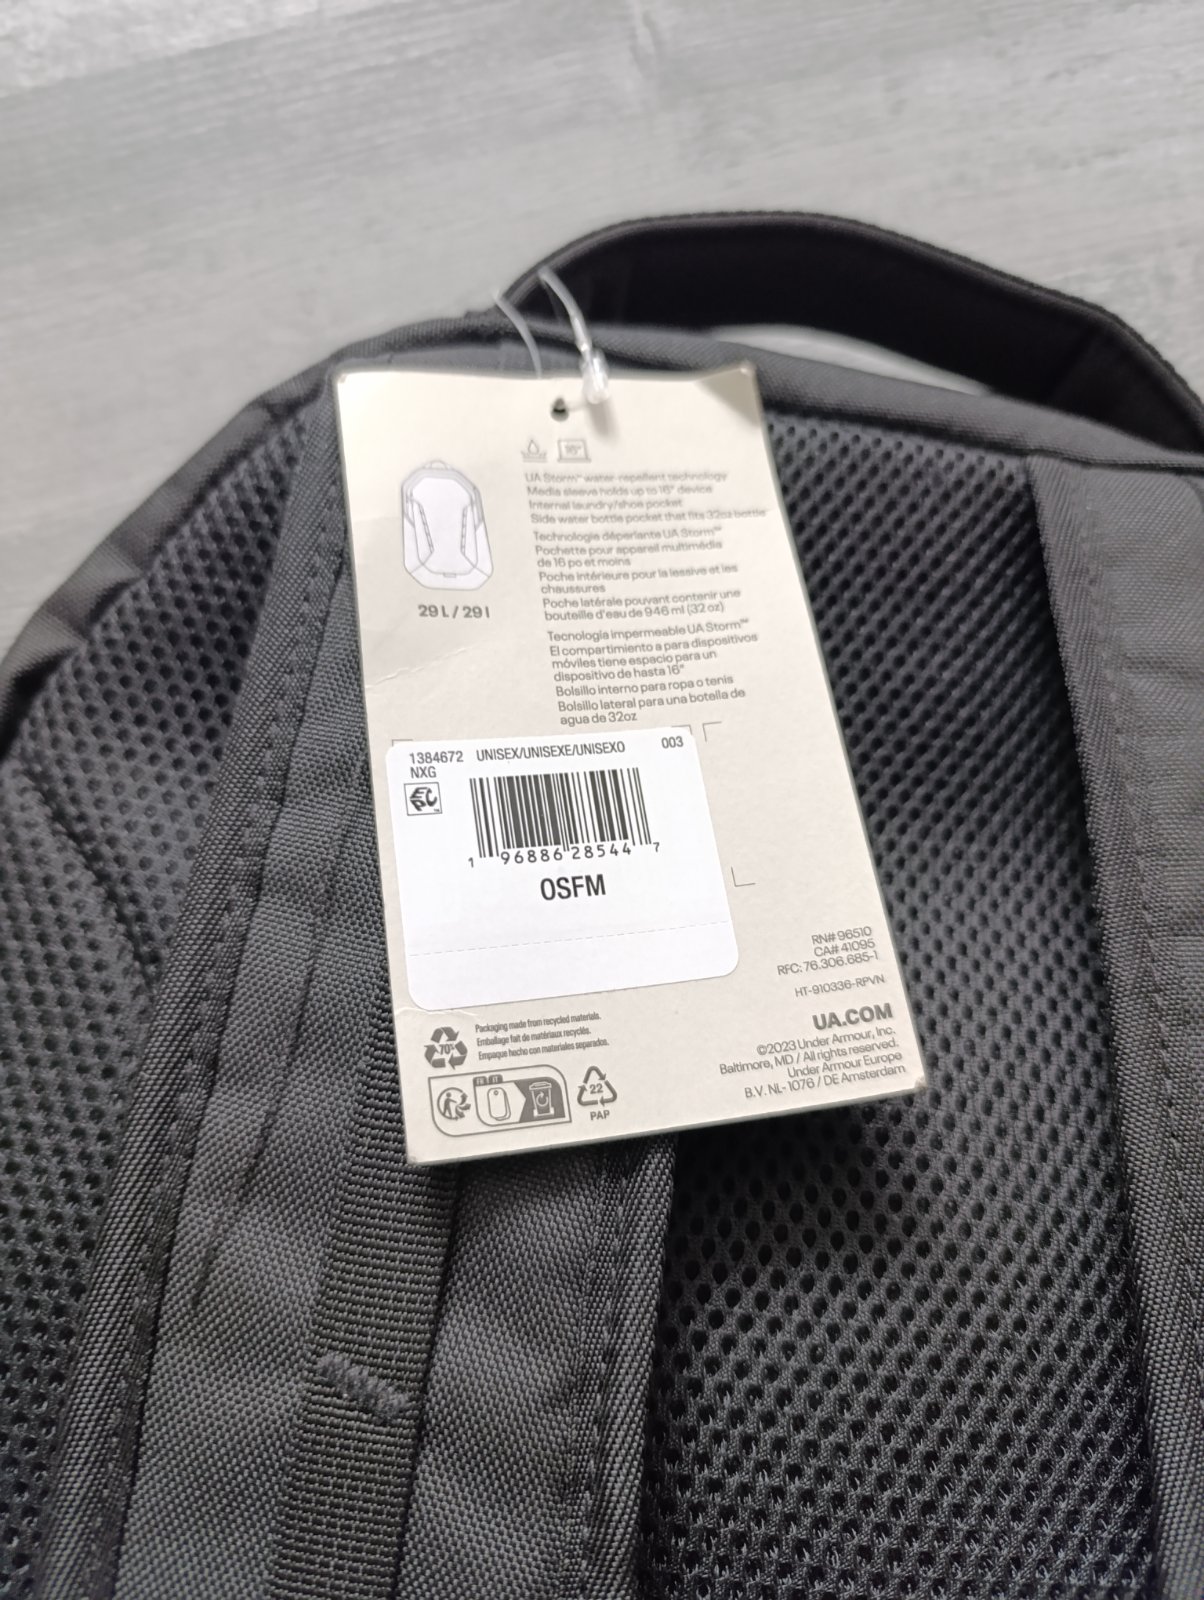 16"
UA Storm™ water-repellent technology
Media sleeve holds up to 16" device
Internal laundry/shoe pocket
Side water bottle pocket that fits 32oz bottle
Technologie déperlante UA Storm™
Pochette pour appareil multimédia
de 16 po et moins
Poche intérieure pour la lessive et les
chaussures
Poche latérale pouvant contenir une
bouteille d'eau de 946 ml (32 oz)
Tecnología impermeable UA Storm™
El compartimiento a para dispositivos
móviles tiene espacio para un
dispositivo de hasta 16"
Bolsillo interno para ropa o tenis
Bolsillo lateral para una botella de
agua de 32oz
29 L / 29 l
1384672 UNISEX/UNISEXE/UNISEXO 003
NXG
EPC
1 96886 28544 7
OSFM
RN# 96510
CA# 41095
RFC: 76.306.685-1
HT-910336-RPVN
UA.COM
©2023 Under Armour, Inc.
Baltimore, MD / All rights reserved.
Under Armour Europe
B.V. NL- 1076 / DE Amsterdam
70%
Packaging made from recycled materials.
Emballage fait de matériaux recyclés.
Empaque hecho con materiales separados.
FR
22
PAP